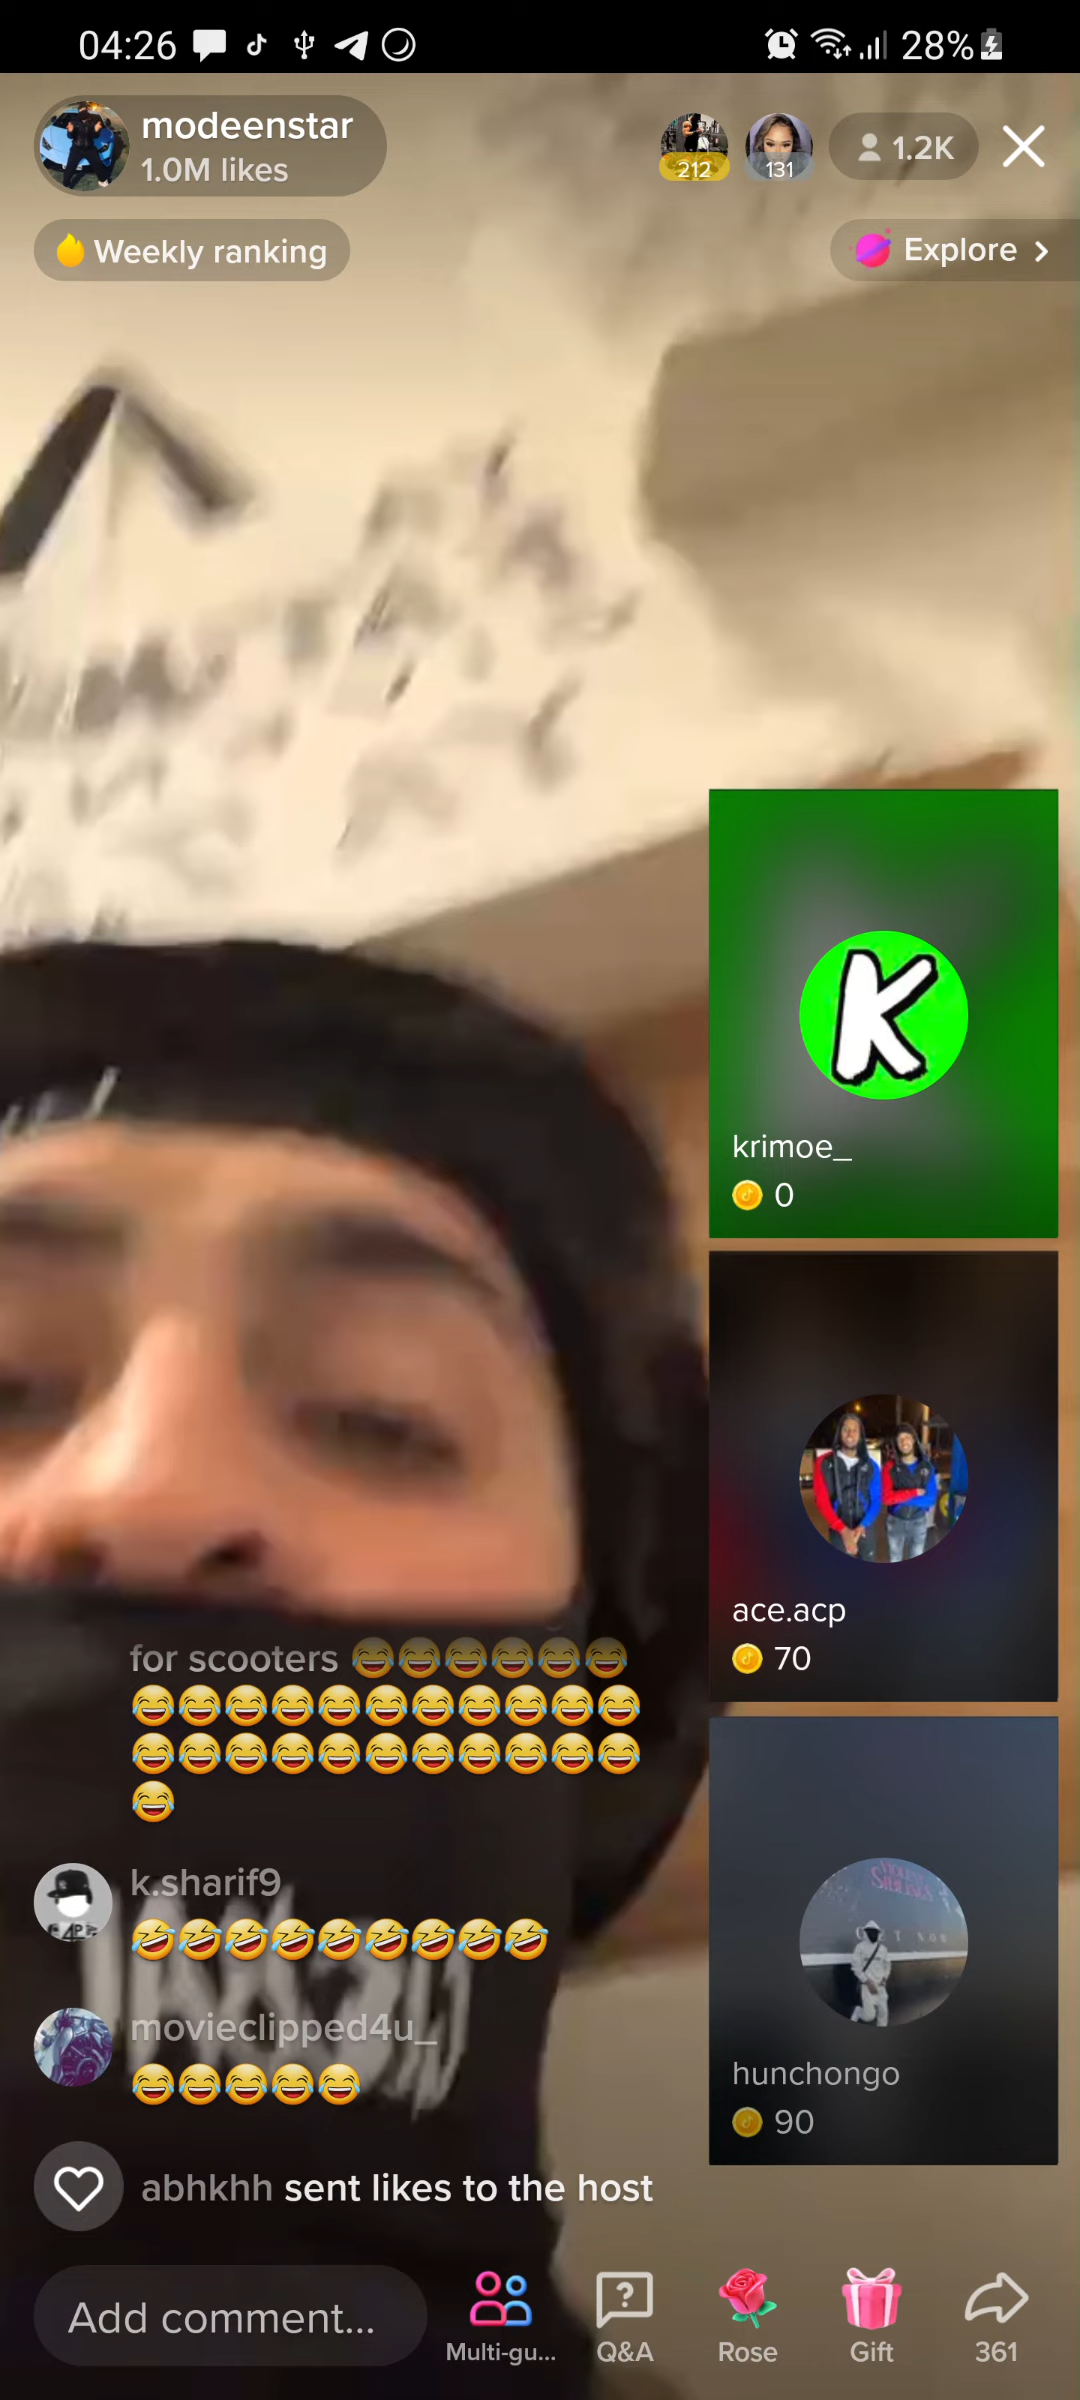 04:26
28%
modeenstar
1.0M likes
212
131
1.2K
Weekly ranking
Explore
K
krimoe_
0
ace.acp
70
for scooters 😂😂😂😂😂😂
😂😂😂😂😂😂😂😂😂😂😂
😂😂😂😂😂😂😂😂😂😂😂
😂
k.sharif9
🤣🤣🤣🤣🤣🤣🤣🤣🤣
movieclipped4u_
😂😂😂😂😂
hunchongo
90
abhkhh sent likes to the host
Add comment...
Multi-gu...
Q&A
Rose
Gift
361